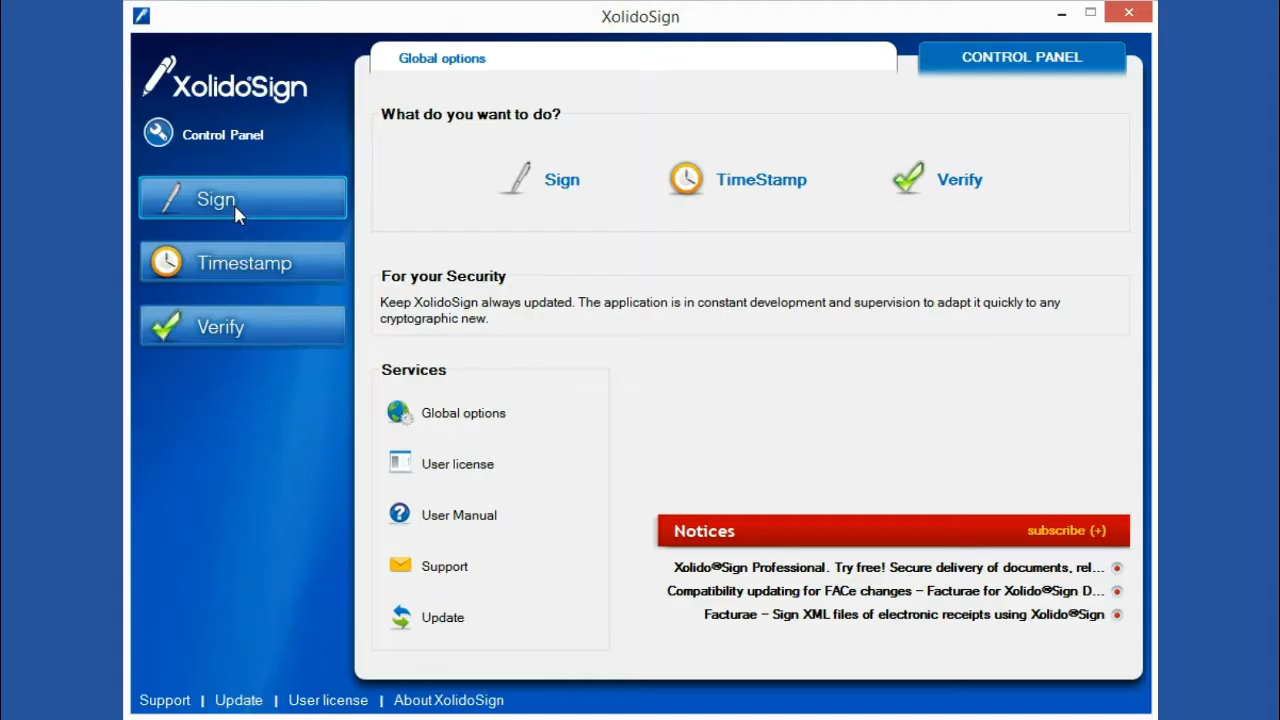 XolidoSign
XolidoSign
Control Panel
Sign
Timestamp
Verify
Global options
CONTROL PANEL
What do you want to do?
Sign
TimeStamp
Verify
For your Security
Keep XolidoSign always updated. The application is in constant development and supervision to adapt it quickly to any
cryptographic new.
Services
Global options
User license
User Manual
Support
Update
Notices
subscribe (+)
Xolido®Sign Professional. Try free! Secure delivery of documents, rel...
Compatibility updating for FACe changes – Facturae for Xolido®Sign D...
Facturae – Sign XML files of electronic receipts using Xolido®Sign
Support | Update | User license | About XolidoSign